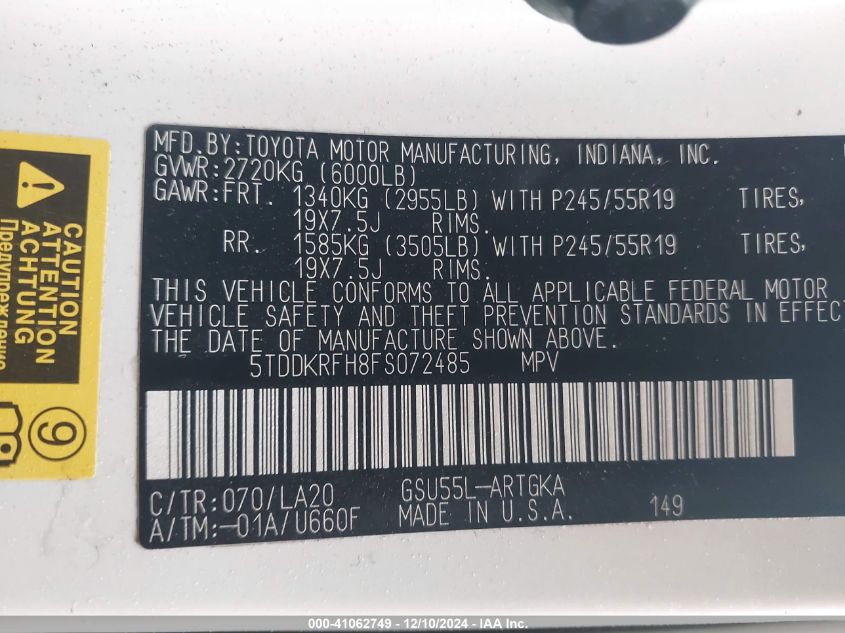 MFD.BY:TOYOTA MOTOR MANUFACTURING, INDIANA, INC.
GVWR:2720KG (6000LB)
GAWR:FRT. 1340KG (2955LB) WITH P245/55R19 TIRES,
19X7.5J RIMS.
RR. 1585KG (3505LB) WITH P245/55R19 TIRES,
19X7.5J RIMS.
THIS VEHICLE CONFORMS TO ALL APPLICABLE FEDERAL MOTOR
VEHICLE SAFETY AND THEFT PREVENTION STANDARDS IN EFFECT
THE DATE OF MANUFACTURE SHOWN ABOVE.
5TDDKRFH8FS072485 MPV
C/TR:070/LA20 GSU55L-ARTGKA
A/TM:-01A/U660F MADE IN U.S.A. 149
CAUTION
ACHTUNG
9
000-41062749 - 12/10/2024 - IAA Inc.